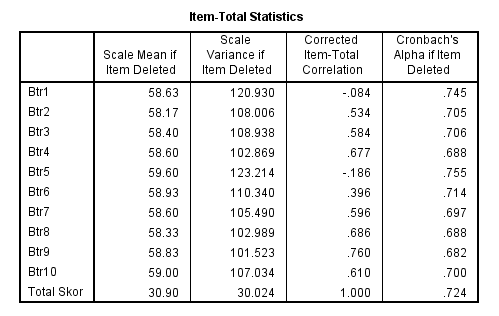 Item-Total Statistics
Scale Mean if Item Deleted Scale Variance if Item Deleted Corrected Item-Total Correlation Cronbach's Alpha if Item Deleted
Btr1 58.63 120.930 -.084 .745
Btr2 58.17 108.006 .534 .705
Btr3 58.40 108.938 .584 .706
Btr4 58.60 102.869 .677 .688
Btr5 59.60 123.214 -.186 .755
Btr6 58.93 110.340 .396 .714
Btr7 58.60 105.490 .596 .697
Btr8 58.33 102.989 .686 .688
Btr9 58.83 101.523 .760 .682
Btr10 59.00 107.034 .610 .700
Total Skor 30.90 30.024 1.000 .724